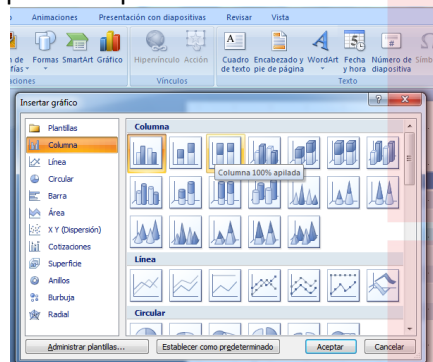 Animaciones Presentación con diapositivas Revisar Vista
Formas SmartArt Gráfico Hipervínculo Acción Cuadro de texto Encabezado y pie de página WordArt Fecha y hora Número de diapositiva
Vínculos Texto
Insertar gráfico
Plantillas
Columna
Línea
Circular
Barra
Área
X Y (Dispersión)
Cotizaciones
Superficie
Anillos
Burbuja
Radial
Columna
Columna 100% apilada
Línea
Circular
Administrar plantillas...
Establecer como predeterminado
Aceptar
Cancelar